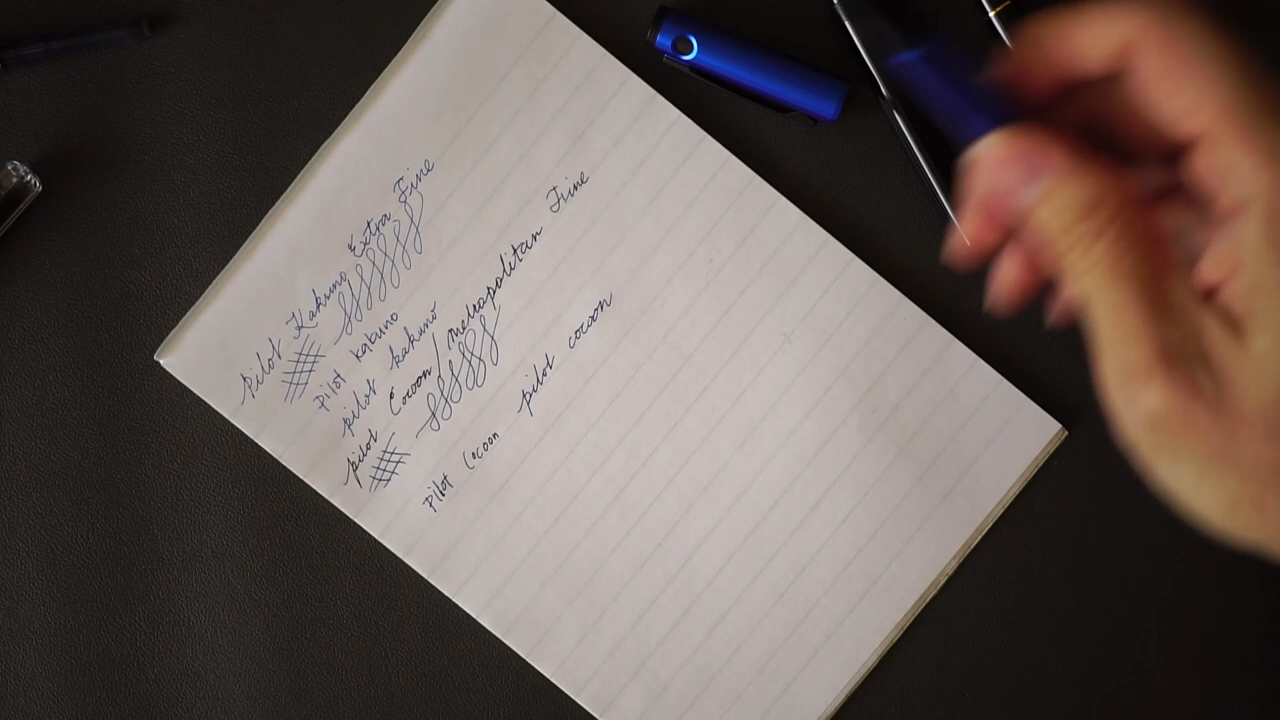 Pilot Kakuno Extra Fine
Pilot kakuno
pilot kakuno
pilot Cocoon / Metropolitan Fine
Pilot Cocoon pilot cocoon